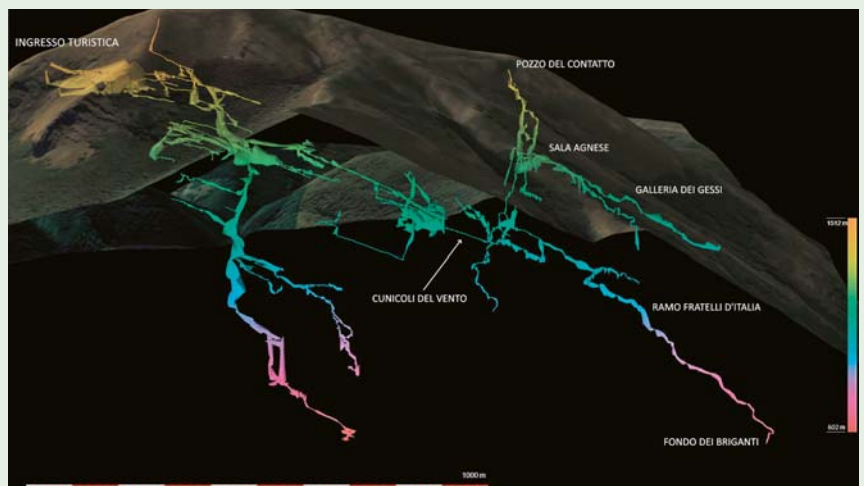 INGRESSO TURISTICA
POZZO DEL CONTATTO
SALA AGNESE
GALLERIA DEI GESSI
1512 m
CUNICOLI DEL VENTO
RAMO FRATELLI D'ITALIA
602 m
FONDO DEI BRIGANTI
1000 m